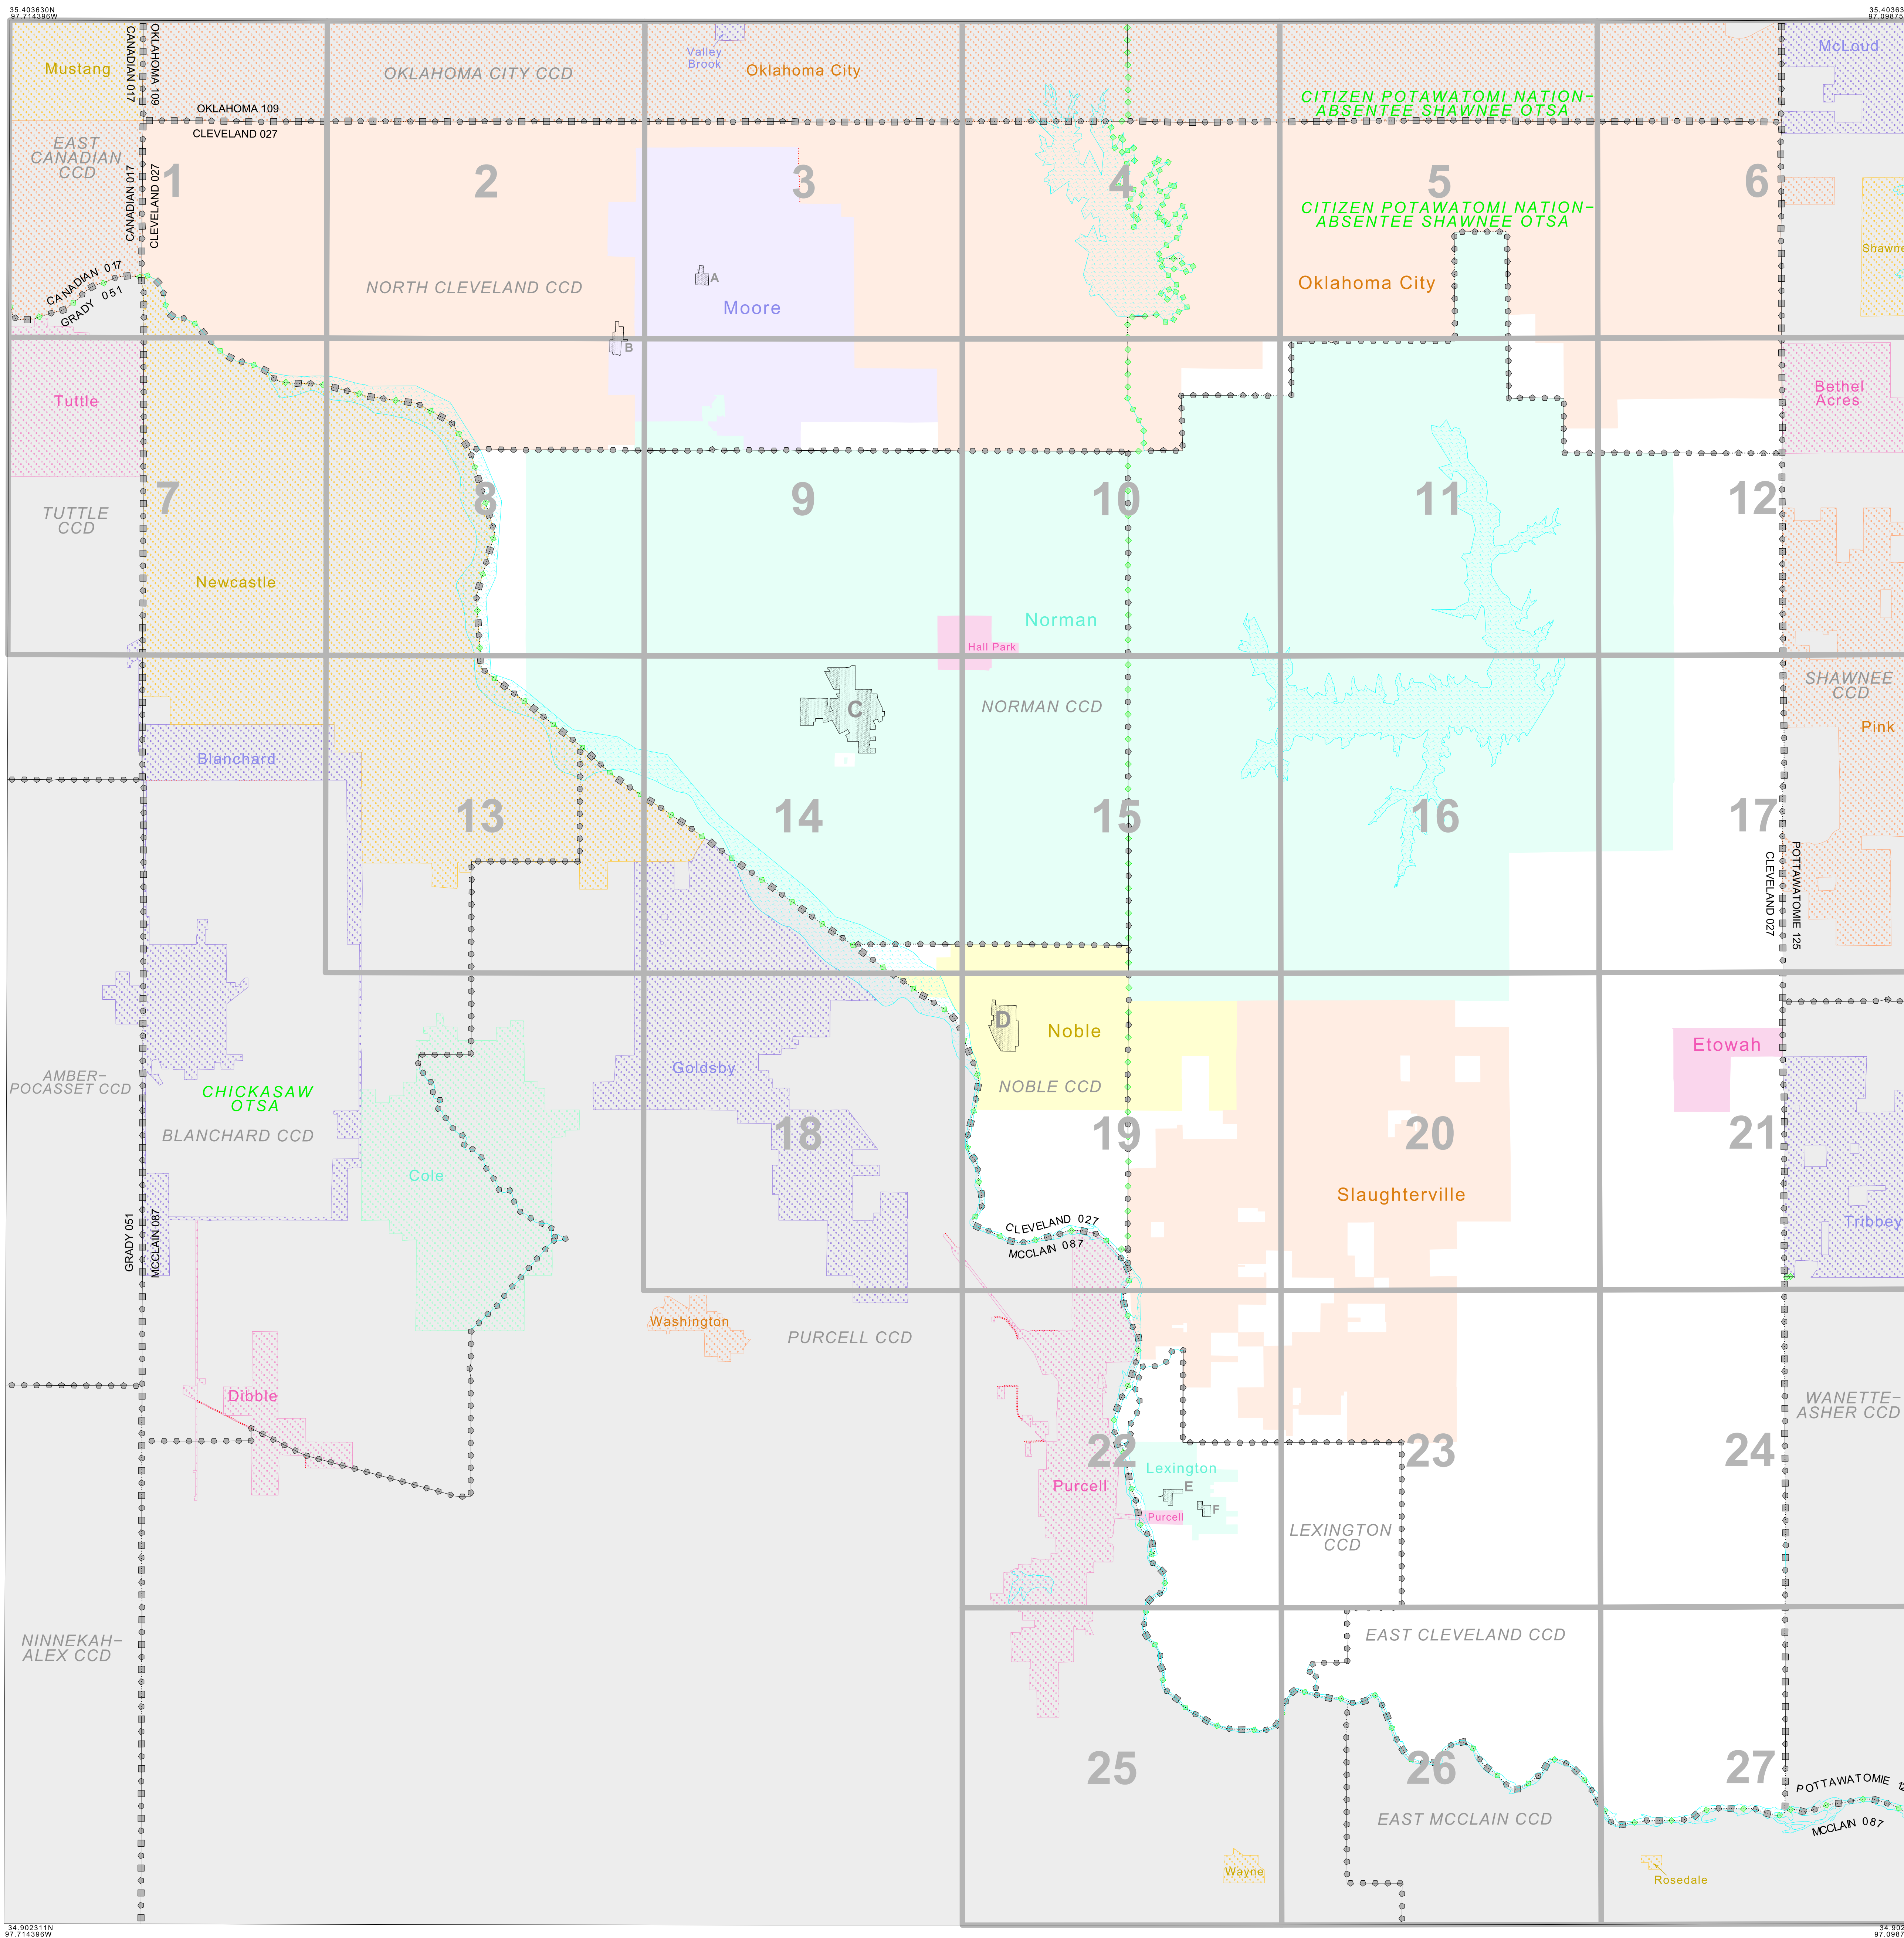 35.403630N
97.714396W
35.40363
97.09875
Mustang
CANADIAN 017
OKLAHOMA 109
OKLAHOMA CITY CCD
Valley
Brook
Oklahoma City
McLoud
CITIZEN POTAWATOMI NATION-
ABSENTEE SHAWNEE OTSA
OKLAHOMA 109
CLEVELAND 027
EAST
CANADIAN
CCD
CANADIAN 017
CLEVELAND 027
1
2
3
4
5
6
CITIZEN POTAWATOMI NATION-
ABSENTEE SHAWNEE OTSA
Shawne
CANADIAN 017
GRADY 051
NORTH CLEVELAND CCD
A
Moore
Oklahoma City
B
Tuttle
Bethel
Acres
TUTTLE
CCD
7
8
9
10
11
12
Newcastle
Norman
Hall Park
SHAWNEE
CCD
C
NORMAN CCD
Pink
Blanchard
13
14
15
16
17
CLEVELAND 027
POTTAWATOMIE 125
D
Noble
Etowah
Goldsby
AMBER-
POCASSET CCD
CHICKASAW
OTSA
NOBLE CCD
BLANCHARD CCD
18
19
20
21
Cole
Slaughterville
GRADY 051
MCCLAIN 087
CLEVELAND 027
MCCLAIN 087
Tribbey
Washington
PURCELL CCD
Dibble
WANETTE-
ASHER CCD
22
23
24
Lexington
Purcell
E
F
Purcell
LEXINGTON
CCD
NINNEKAH-
ALEX CCD
EAST CLEVELAND CCD
25
26
27
POTTAWATOMIE 12
MCCLAIN 087
EAST MCCLAIN CCD
Wayne
Rosedale
34.902311N
97.714396W
34.902
97.0987